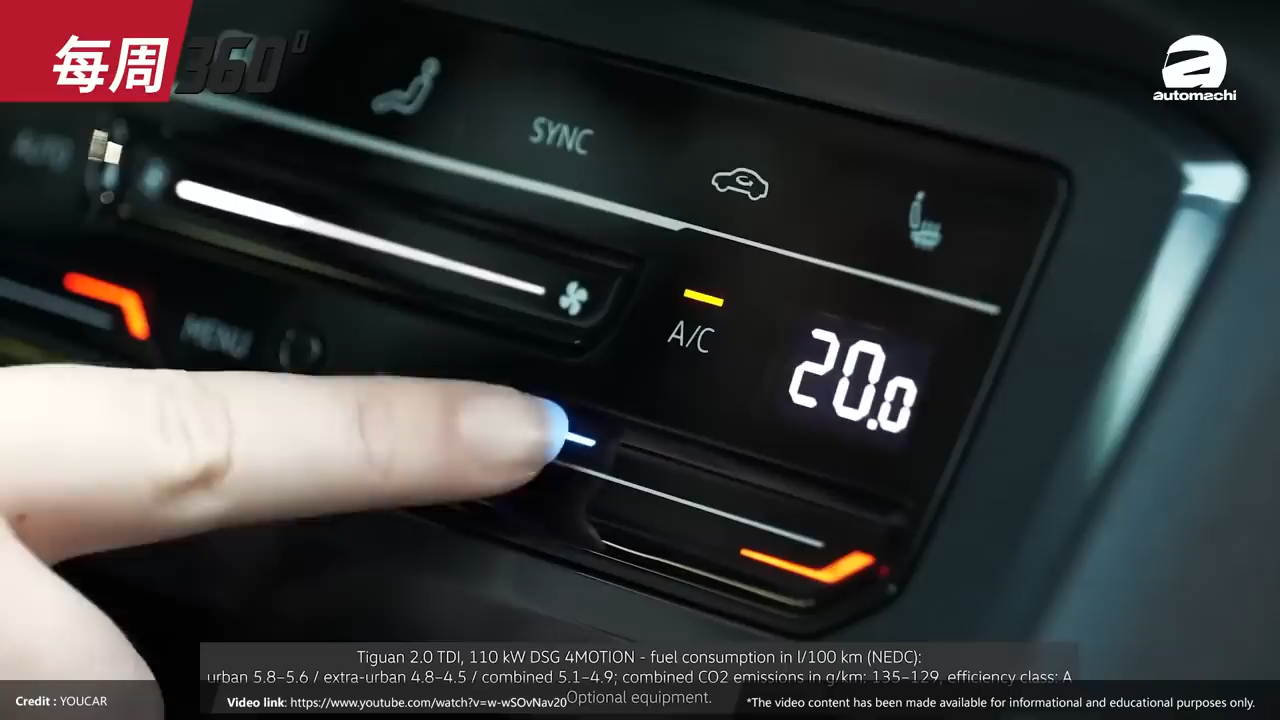 每周360°
automachi
SYNC
AUTO
MENU
A/C
20.0
Tiguan 2.0 TDI, 110 kW DSG 4MOTION - fuel consumption in l/100 km (NEDC):
urban 5.8–5.6 / extra-urban 4.8–4.5 / combined 5.1–4.9; combined CO2 emissions in g/km: 135–129, efficiency class: A
Optional equipment.
Credit : YOUCAR
Video link: https://www.youtube.com/watch?v=w-wSOvNav20
*The video content has been made available for informational and educational purposes only.